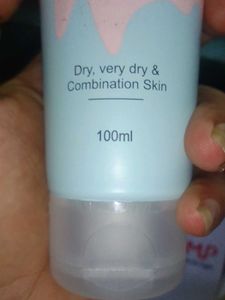 Dry, very dry &
Combination Skin
100ml